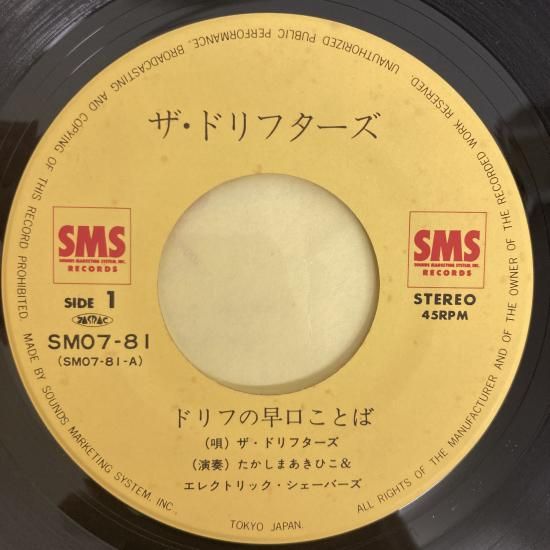 UNAUTHORIZED PUBLIC PERFORMANCE, BROADCASTING AND COPYING OF THIS RECORD PROHIBITED.
ザ・ドリフターズ
SMS
SOUNDS MARKETING SYSTEM, INC.
RECORDS
SMS
SOUNDS MARKETING SYSTEM, INC.
RECORDS
SIDE 1
JASRAC
STEREO
45RPM
SM07-81
(SM07-81-A)
ドリフの早口ことば
(唄) ザ・ドリフターズ
(演奏) たかしまあきひこ&
エレクトリック・シェーバーズ
ALL RIGHTS OF THE MANUFACTURER AND OF THE OWNER OF THE RECORDED WORK RESERVED.
MADE BY SOUNDS MARKETING SYSTEM, INC.
TOKYO JAPAN.